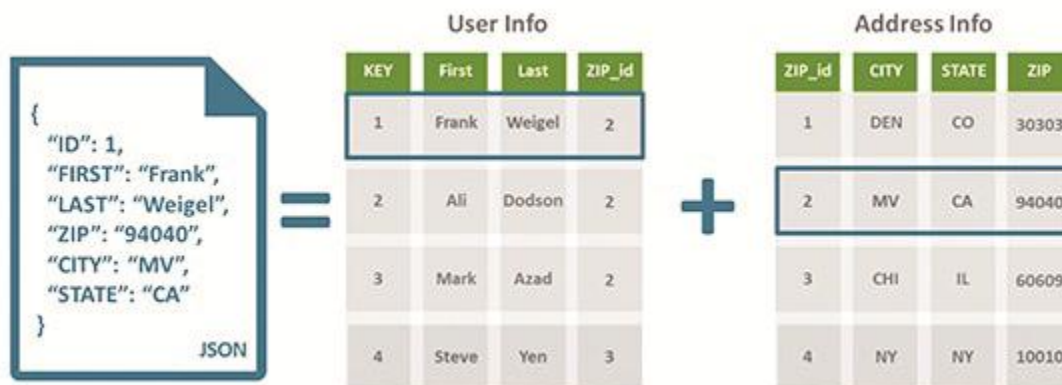 User Info
Address Info
{
"ID": 1,
"FIRST": "Frank",
"LAST": "Weigel",
"ZIP": "94040",
"CITY": "MV",
"STATE": "CA"
}
JSON
=
KEY First Last ZIP_id
1 Frank Weigel 2
2 Ali Dodson 2
3 Mark Azad 2
4 Steve Yen 3
+
ZIP_id CITY STATE ZIP
1 DEN CO 30303
2 MV CA 94040
3 CHI IL 60609
4 NY NY 10010